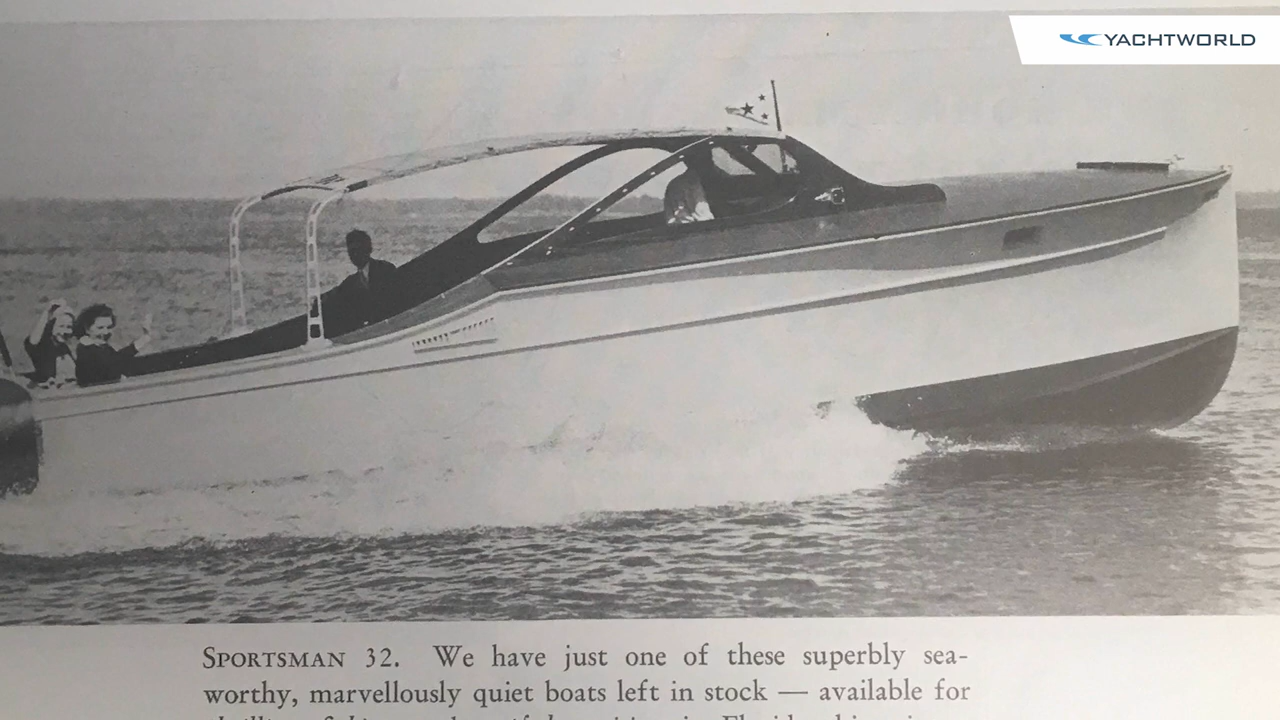 YACHTWORLD
SPORTSMAN 32. We have just one of these superbly sea-
worthy, marvellously quiet boats left in stock — available for